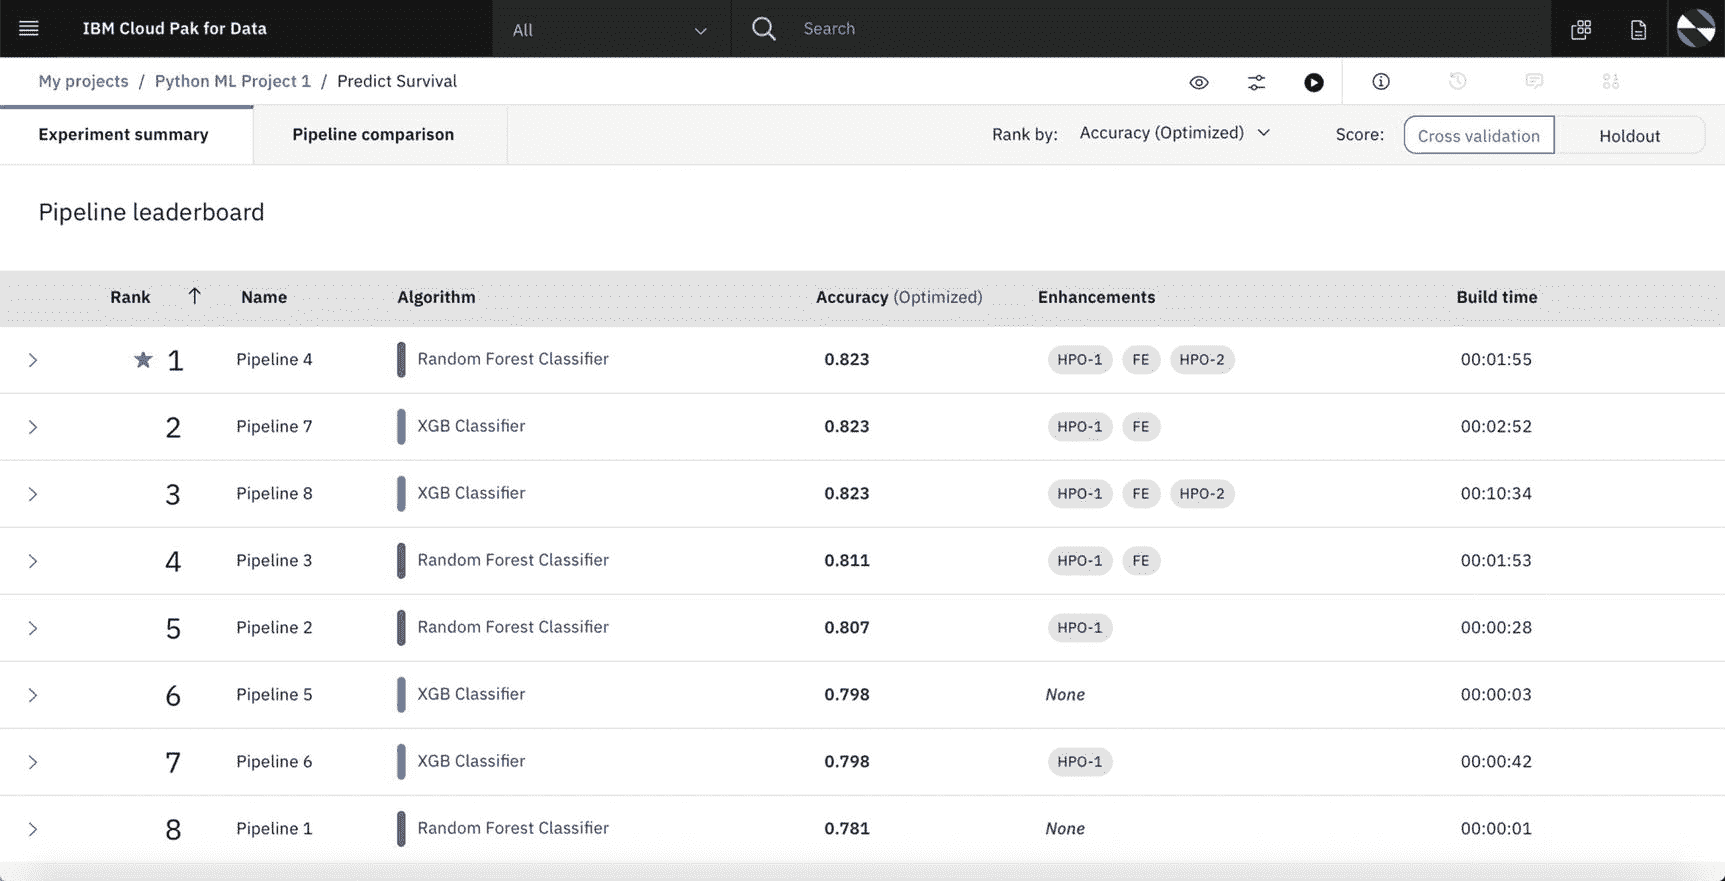 IBM Cloud Pak for Data All Search
My projects / Python ML Project 1 / Predict Survival
Experiment summary Pipeline comparison Rank by: Accuracy (Optimized) Score: Cross validation Holdout
Pipeline leaderboard
Rank Name Algorithm Accuracy (Optimized) Enhancements Build time
1 Pipeline 4 Random Forest Classifier 0.823 HPO-1 FE HPO-2 00:01:55
2 Pipeline 7 XGB Classifier 0.823 HPO-1 FE 00:02:52
3 Pipeline 8 XGB Classifier 0.823 HPO-1 FE HPO-2 00:10:34
4 Pipeline 3 Random Forest Classifier 0.811 HPO-1 FE 00:01:53
5 Pipeline 2 Random Forest Classifier 0.807 HPO-1 00:00:28
6 Pipeline 5 XGB Classifier 0.798 None 00:00:03
7 Pipeline 6 XGB Classifier 0.798 HPO-1 00:00:42
8 Pipeline 1 Random Forest Classifier 0.781 None 00:00:01